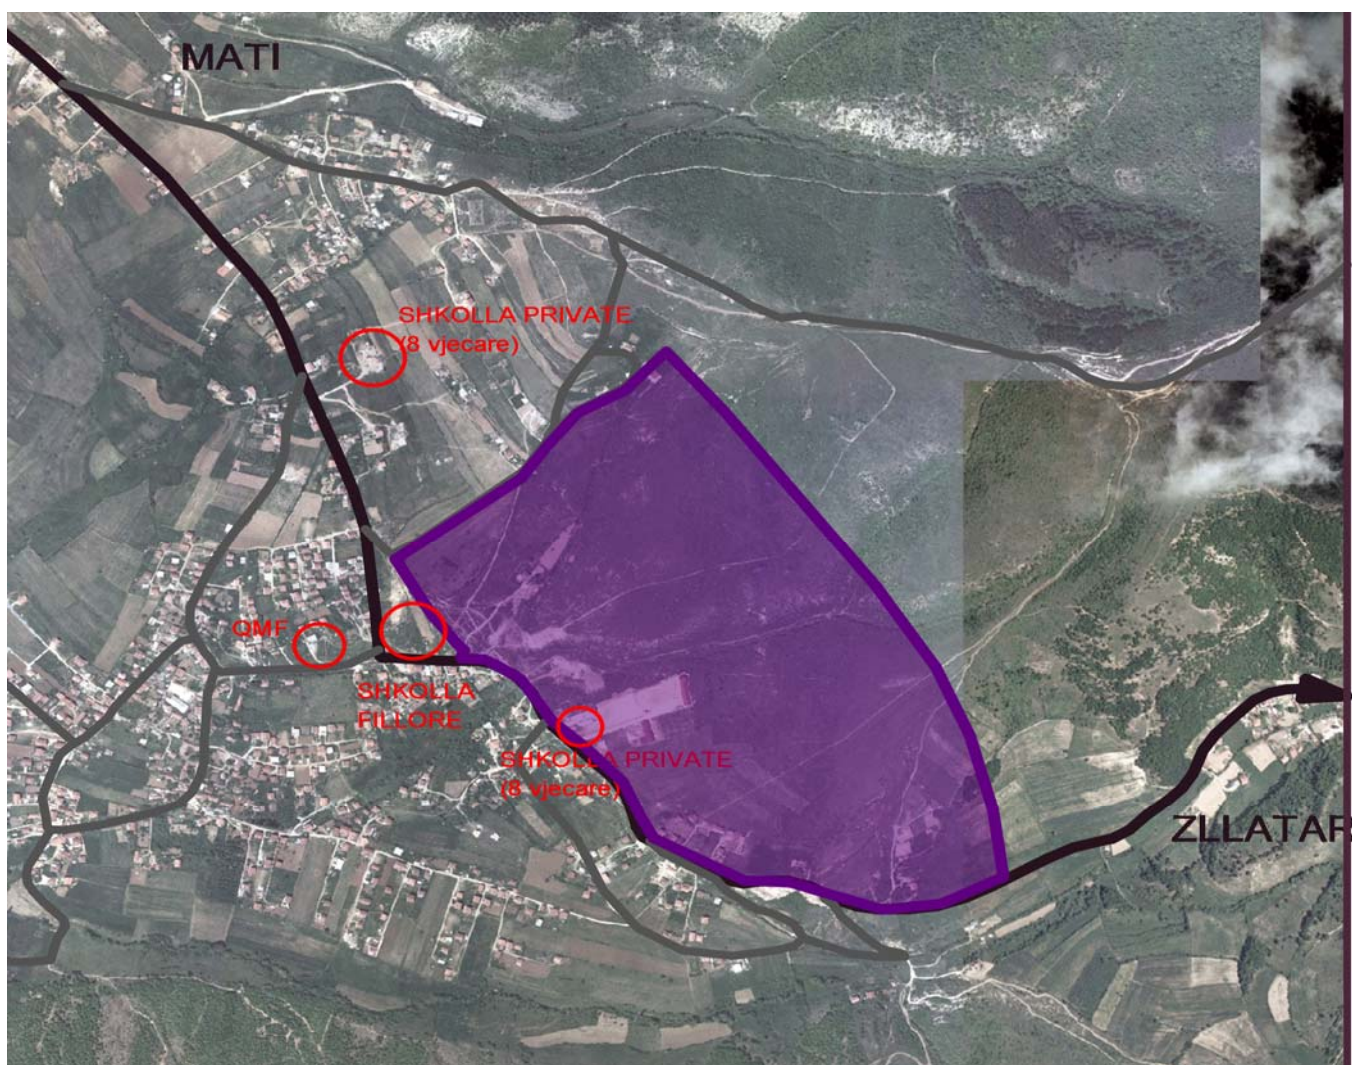 MATI
SHKOLLA PRIVATE
(8 vjecare)
QMF
SHKOLLA
FILLORE
SHKOLLA PRIVATE
(8 vjecare)
ZLLATAR